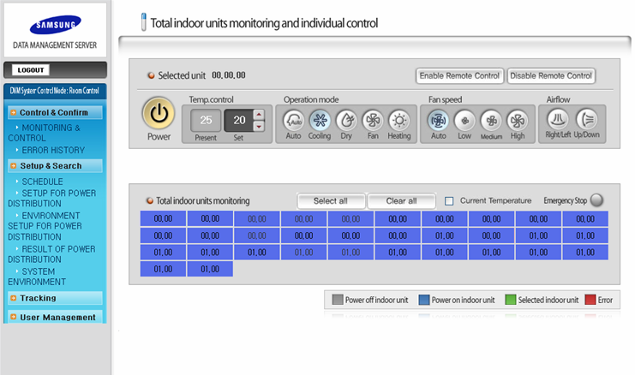 SAMSUNG
DATA MANAGEMENT SERVER
LOGOUT
DVM System Control Mode : Room Control
Control & Confirm
MONITORING &
CONTROL
ERROR HISTORY
Setup & Search
SCHEDULE
SETUP FOR POWER
DISTRIBUTION
ENVIRONMENT
SETUP FOR POWER
DISTRIBUTION
RESULT OF POWER
DISTRIBUTION
SYSTEM
ENVIRONMENT
Tracking
User Management
Total indoor units monitoring and individual control
Selected unit 00,00,00
Enable Remote Control Disable Remote Control
Temp.control Operation mode Fan speed Airflow
25 20
Power Present Set Auto Cooling Dry Fan Heating Auto Low Medium High Right/Left Up/Down
Total indoor units monitoring Select all Clear all Current Temperature Emergency Stop
00,00 00,00 00,00 00,00 00,00 00,00 00,00 00,00 00,00 00,00
00,00 00,00 00,00 00,00 00,00 00,00 01,00 00,00 01,00 01,00
01,00 01,00 01,00 01,00 01,00 01,00 01,00 01,00 01,00 01,00
01,00 01,00
Power off indoor unit Power on indoor unit Selected indoor unit Error